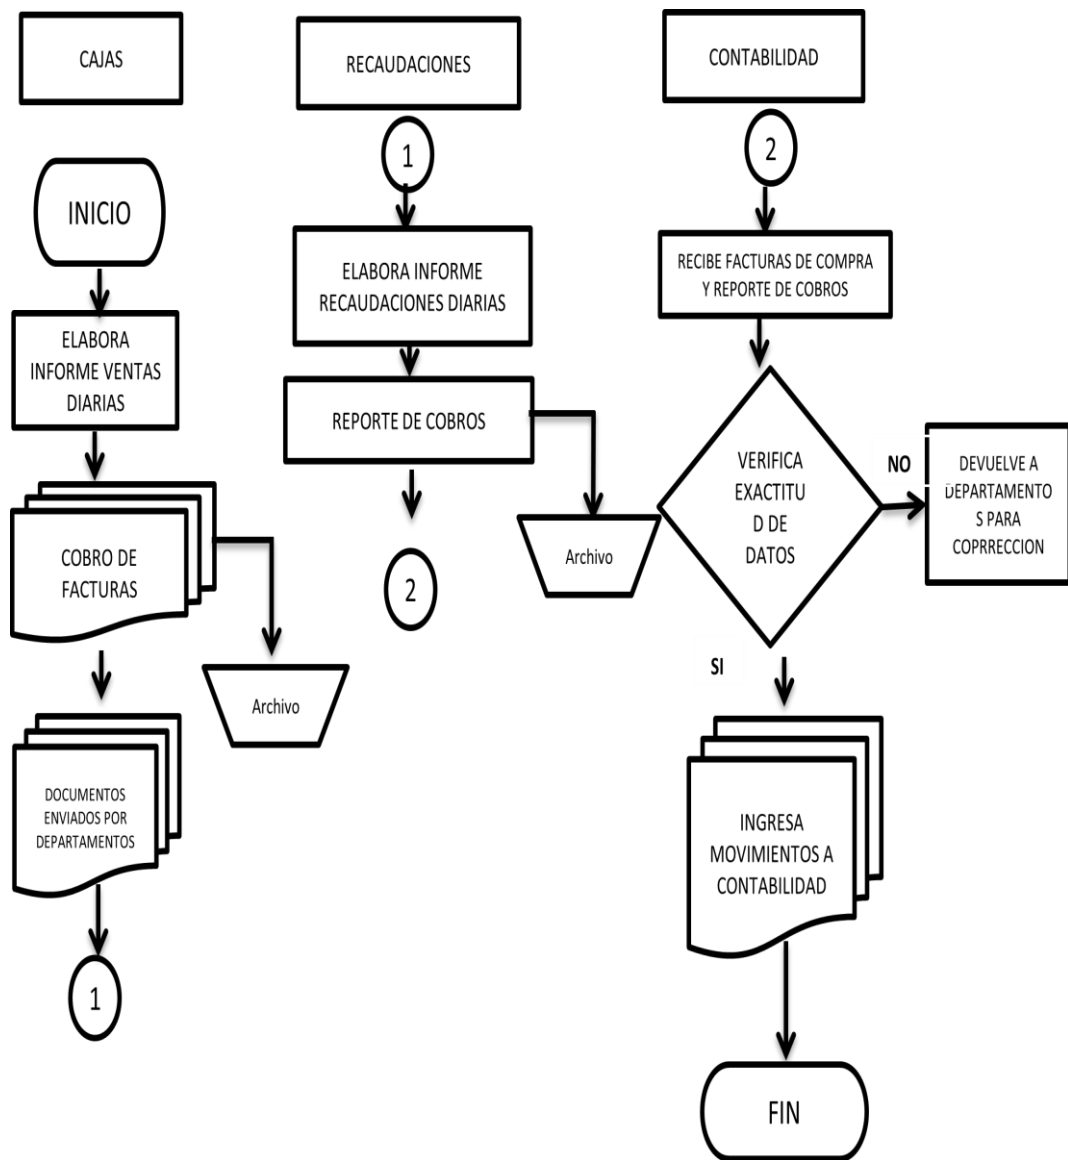 CAJAS
INICIO
ELABORA
INFORME VENTAS
DIARIAS
COBRO DE
FACTURAS
Archivo
DOCUMENTOS
ENVIADOS POR
DEPARTAMENTOS
1
RECAUDACIONES
1
ELABORA INFORME
RECAUDACIONES DIARIAS
REPORTE DE COBROS
Archivo
2
CONTABILIDAD
2
RECIBE FACTURAS DE COMPRA
Y REPORTE DE COBROS
VERIFICA
EXACTITU
D DE
DATOS
NO
DEVUELVE A
DEPARTAMENTO
S PARA
COPRRECCION
SI
INGRESA
MOVIMIENTOS A
CONTABILIDAD
FIN